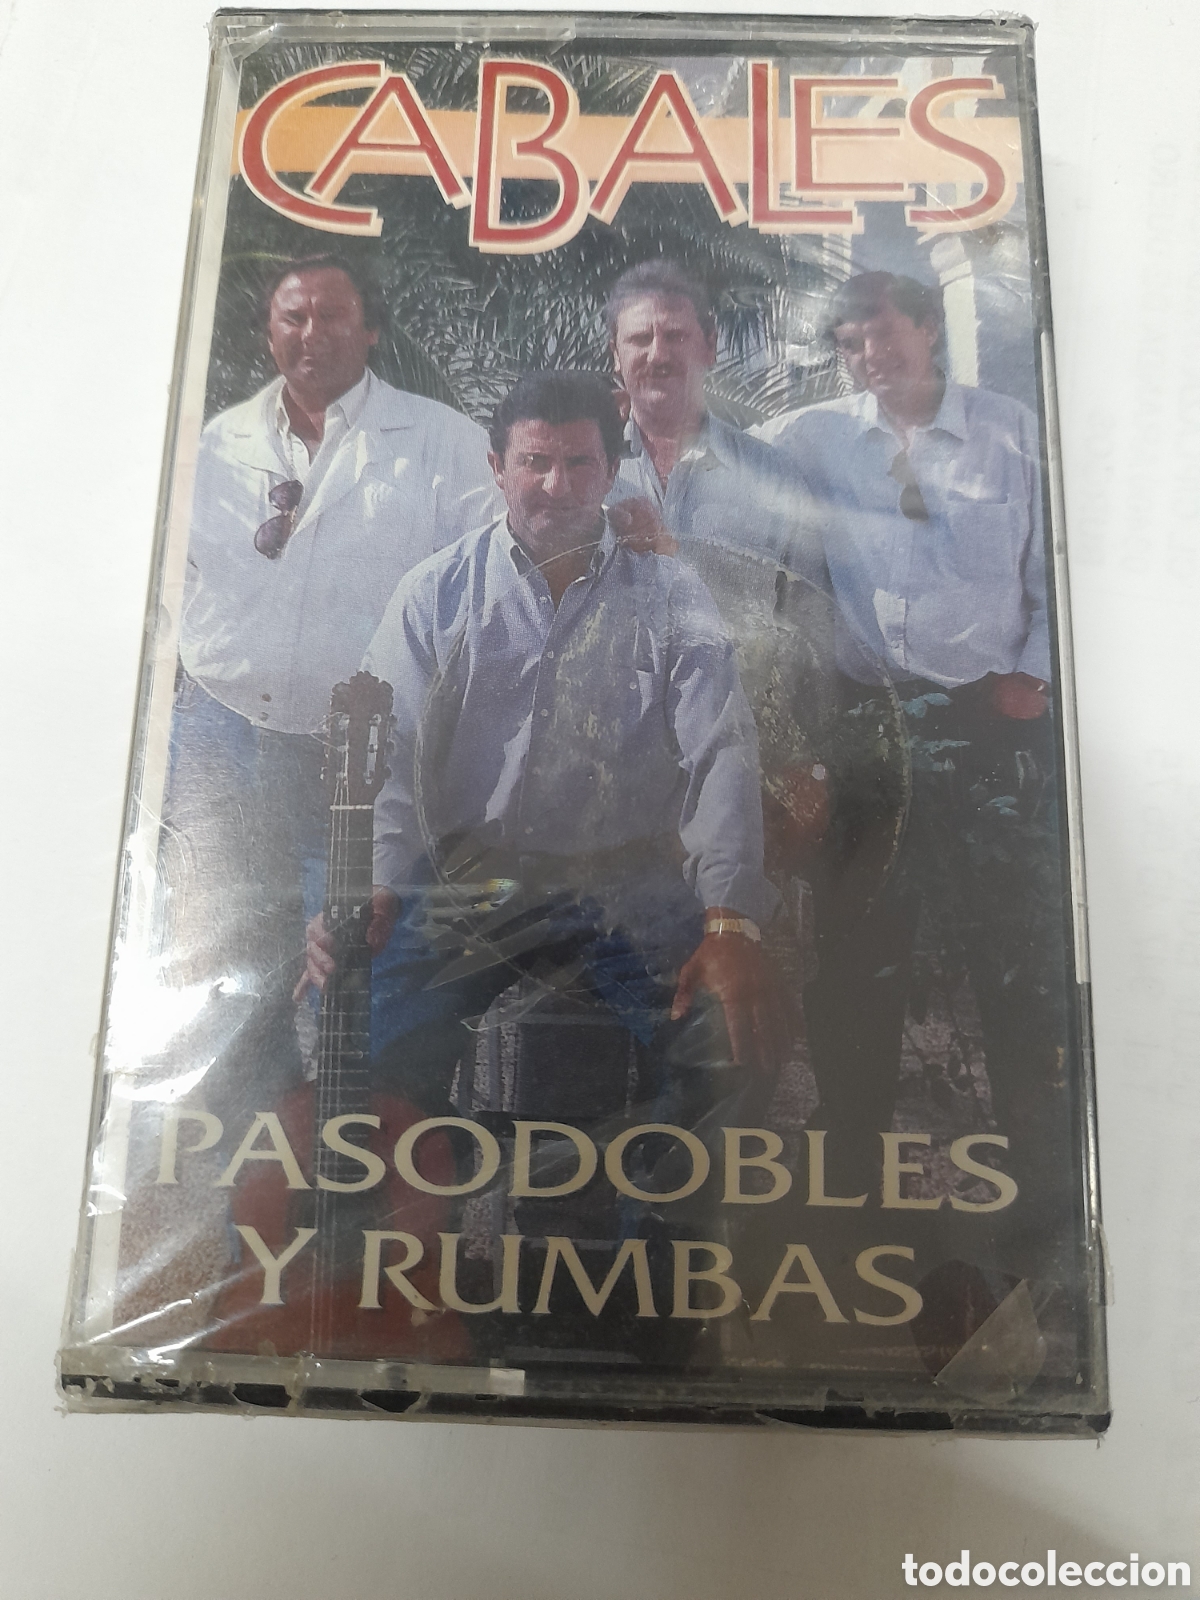 CABALES
PASODOBLES
Y RUMBAS
todocoleccion